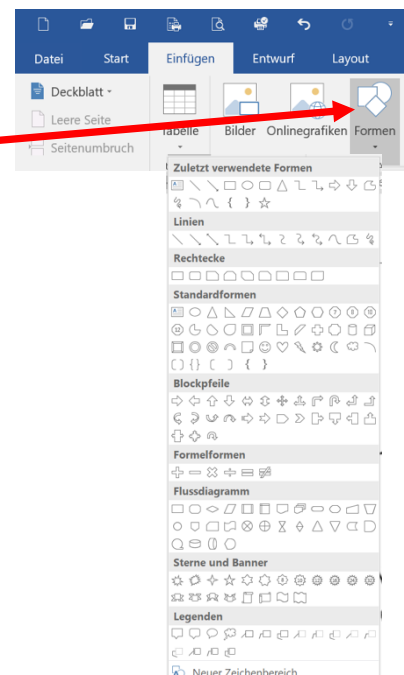 Datei Start Einfügen Entwurf Layout
Deckblatt
Leere Seite
Seitenumbruch
Tabelle Bilder Onlinegrafiken Formen
Zuletzt verwendete Formen
Linien
Rechtecke
Standardformen
Blockpfeile
Formelformen
Flussdiagramm
Sterne und Banner
Legenden
Neuer Zeichenbereich